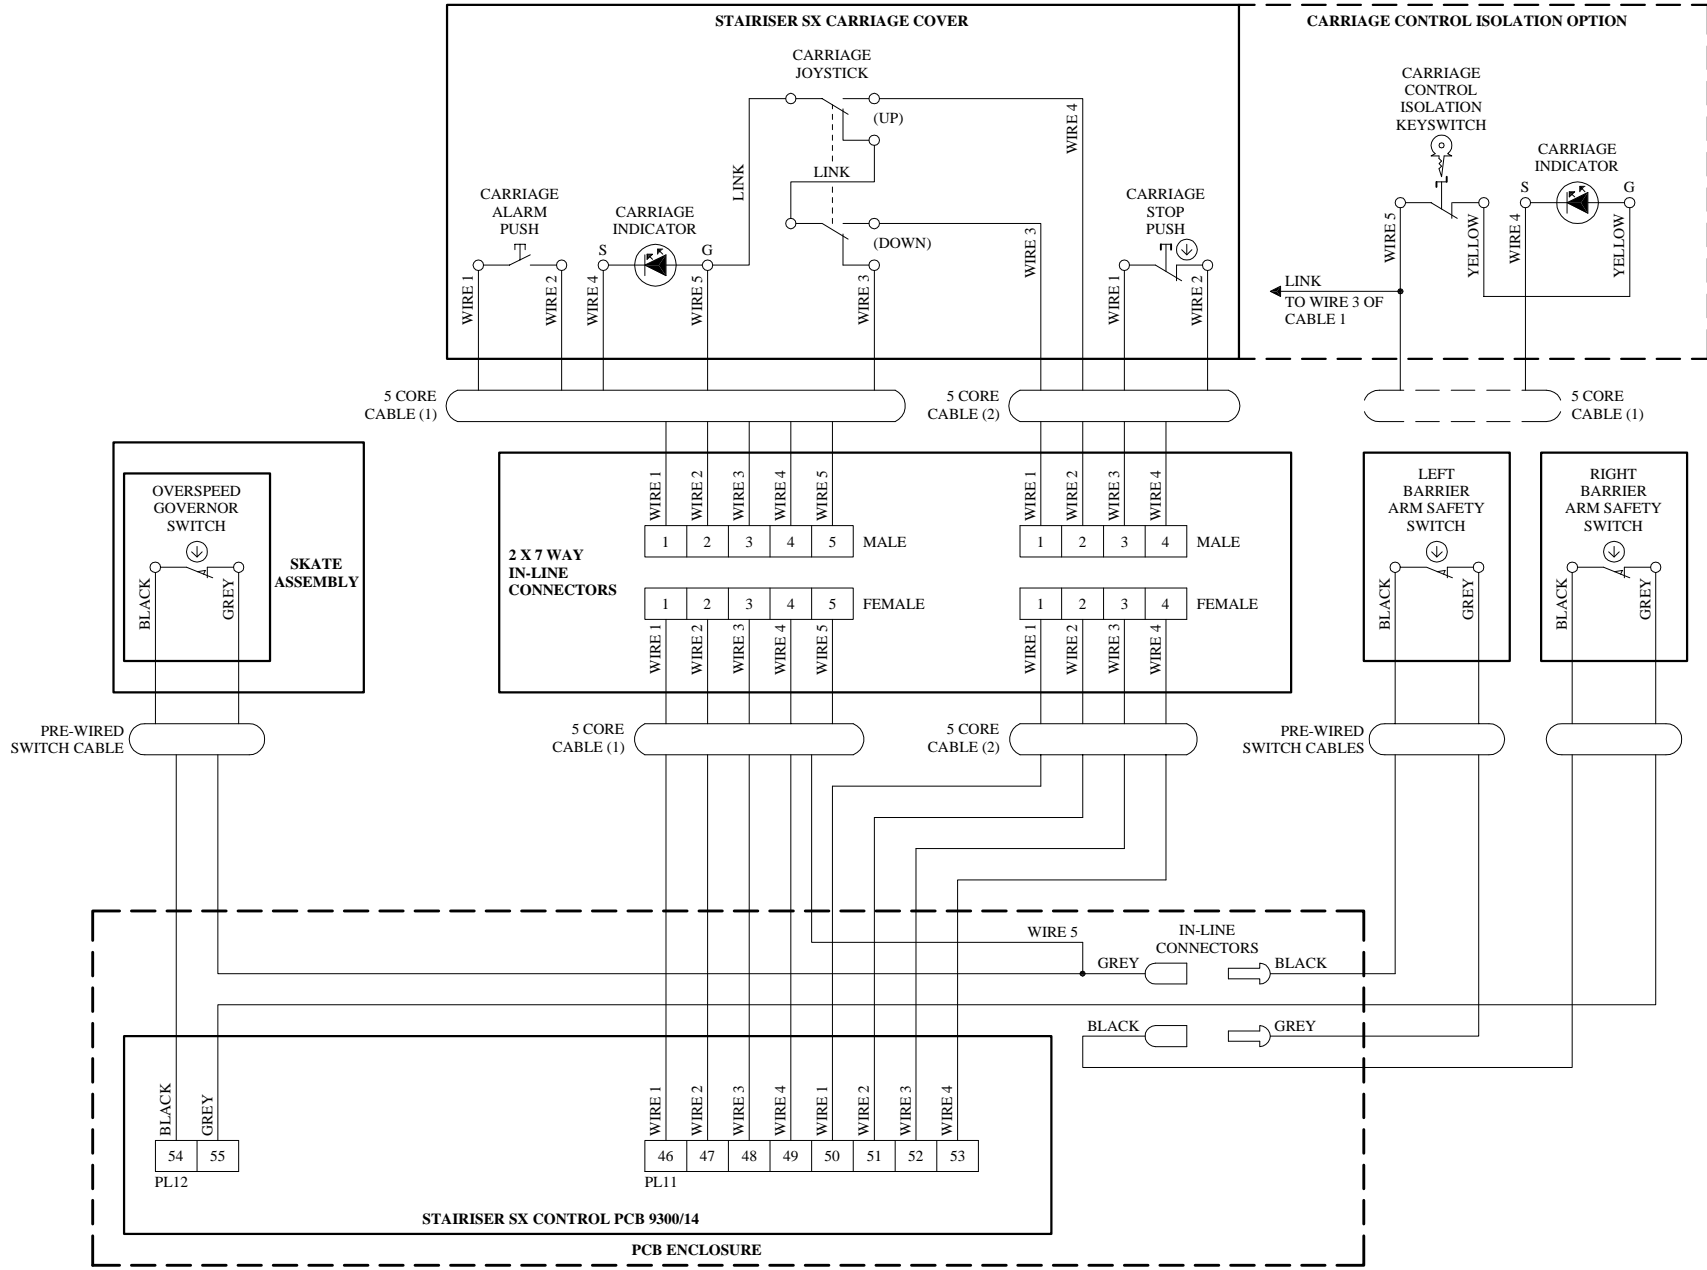 STAIRISER SX CARRIAGE COVER
CARRIAGE CONTROL ISOLATION OPTION
CARRIAGE
JOYSTICK
(UP)
LINK
LINK
(DOWN)
WIRE 4
WIRE 3
CARRIAGE
ALARM
PUSH
WIRE 1
WIRE 2
CARRIAGE
INDICATOR
S
G
WIRE 4
WIRE 5
WIRE 3
CARRIAGE
STOP
PUSH
WIRE 1
WIRE 2
CARRIAGE
CONTROL
ISOLATION
KEYSWITCH
WIRE 5
YELLOW
CARRIAGE
INDICATOR
S
G
WIRE 4
YELLOW
LINK
TO WIRE 3 OF
CABLE 1
5 CORE
CABLE (1)
5 CORE
CABLE (2)
5 CORE
CABLE (1)
OVERSPEED
GOVERNOR
SWITCH
BLACK
GREY
SKATE
ASSEMBLY
2 X 7 WAY
IN-LINE
CONNECTORS
WIRE 1
WIRE 2
WIRE 3
WIRE 4
WIRE 5
1 2 3 4 5 MALE
WIRE 1
WIRE 2
WIRE 3
WIRE 4
1 2 3 4 MALE
1 2 3 4 5 FEMALE
WIRE 1
WIRE 2
WIRE 3
WIRE 4
WIRE 5
1 2 3 4 FEMALE
WIRE 1
WIRE 2
WIRE 3
WIRE 4
LEFT
BARRIER
ARM SAFETY
SWITCH
BLACK
GREY
RIGHT
BARRIER
ARM SAFETY
SWITCH
BLACK
GREY
PRE-WIRED
SWITCH CABLE
5 CORE
CABLE (1)
5 CORE
CABLE (2)
PRE-WIRED
SWITCH CABLES
WIRE 5
IN-LINE
CONNECTORS
GREY
BLACK
BLACK
GREY
BLACK
GREY
54 55
PL12
WIRE 1
WIRE 2
WIRE 3
WIRE 4
WIRE 1
WIRE 2
WIRE 3
WIRE 4
46 47 48 49 50 51 52 53
PL11
STAIRISER SX CONTROL PCB 9300/14
PCB ENCLOSURE